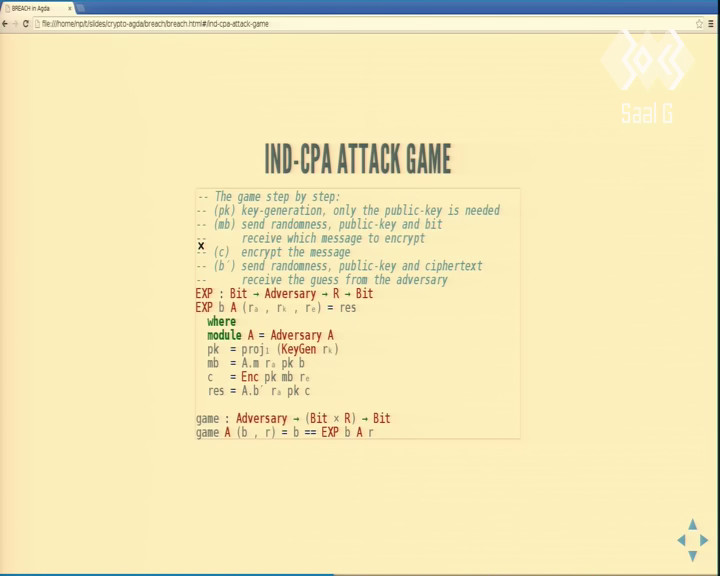 BREACH in Agda
file:///home/np/t/slides/crypto-agda/breach/breach.html#/ind-cpa-attack-game
Saal G
IND-CPA ATTACK GAME
-- The game step by step:
-- (pk) key-generation, only the public-key is needed
-- (mb) send randomness, public-key and bit
--      receive which message to encrypt
-- (c)  encrypt the message
-- (b′) send randomness, public-key and ciphertext
--      receive the guess from the adversary
EXP : Bit → Adversary → R → Bit
EXP b A (rₐ , rₖ , rₑ) = res
where
module A = Adversary A
pk = proj₁ (KeyGen rₖ)
mb = A.m rₐ pk b
c = Enc pk mb rₑ
res = A.b′ rₐ pk c
game : Adversary → (Bit × R) → Bit
game A (b , r) = b == EXP b A r